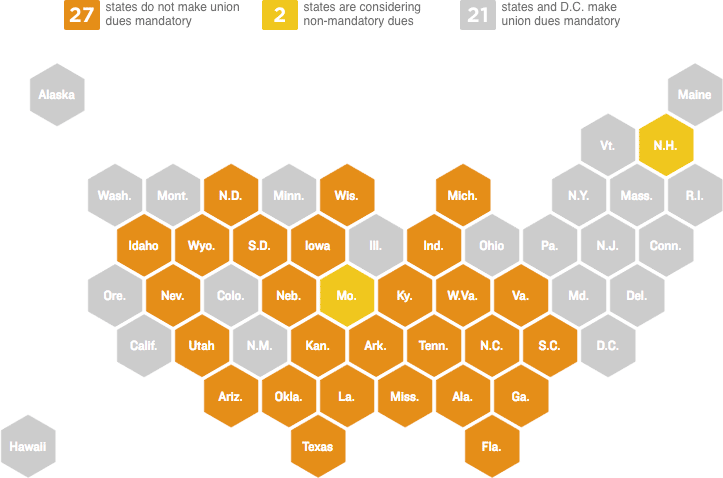 27 states do not make union dues mandatory
2 states are considering non-mandatory dues
21 states and D.C. make union dues mandatory
Alaska
Maine
Vt.
N.H.
Wash.
Mont.
N.D.
Minn.
Wis.
Mich.
N.Y.
Mass.
R.I.
Idaho
Wyo.
S.D.
Iowa
Ill.
Ind.
Ohio
Pa.
N.J.
Conn.
Ore.
Nev.
Colo.
Neb.
Mo.
Ky.
W.Va.
Va.
Md.
Del.
Calif.
Utah
N.M.
Kan.
Ark.
Tenn.
N.C.
S.C.
D.C.
Ariz.
Okla.
La.
Miss.
Ala.
Ga.
Hawaii
Texas
Fla.